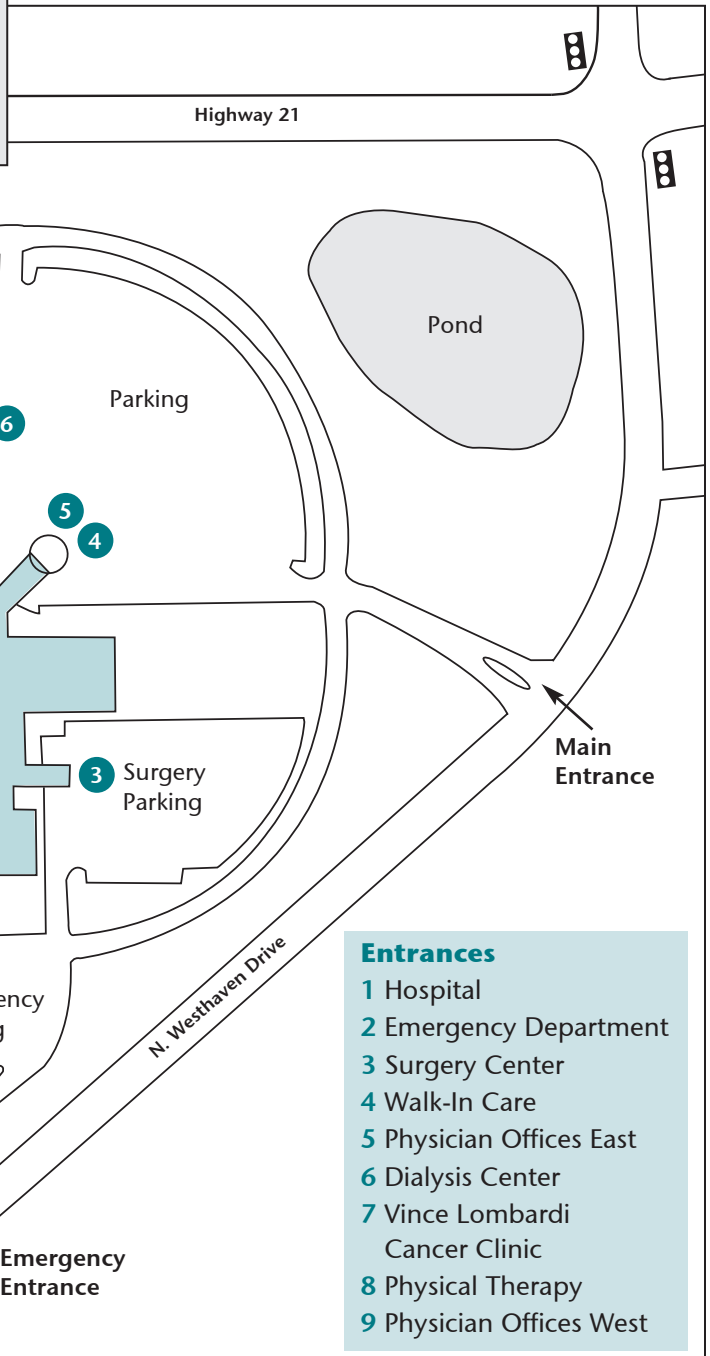 Highway 21
Pond
Parking
6
5
4
Main
Entrance
3
Surgery
Parking
N. Westhaven Drive
ency
g
Emergency
Entrance
Entrances
1 Hospital
2 Emergency Department
3 Surgery Center
4 Walk-In Care
5 Physician Offices East
6 Dialysis Center
7 Vince Lombardi
Cancer Clinic
8 Physical Therapy
9 Physician Offices West